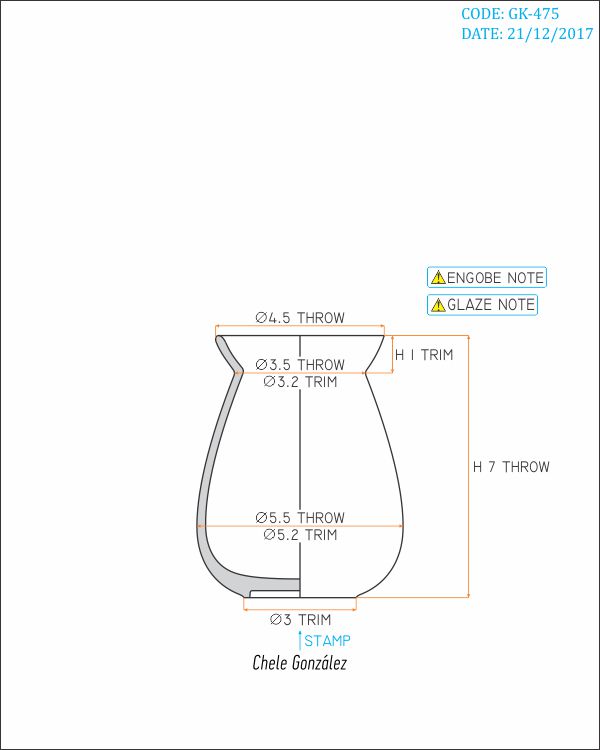 CODE: GK-475
DATE: 21/12/2017
ENGOBE NOTE
GLAZE NOTE
Ø4.5 THROW
H 1 TRIM
Ø3.5 THROW
Ø3.2 TRIM
H 7 THROW
Ø5.5 THROW
Ø5.2 TRIM
Ø3 TRIM
STAMP
Chele González